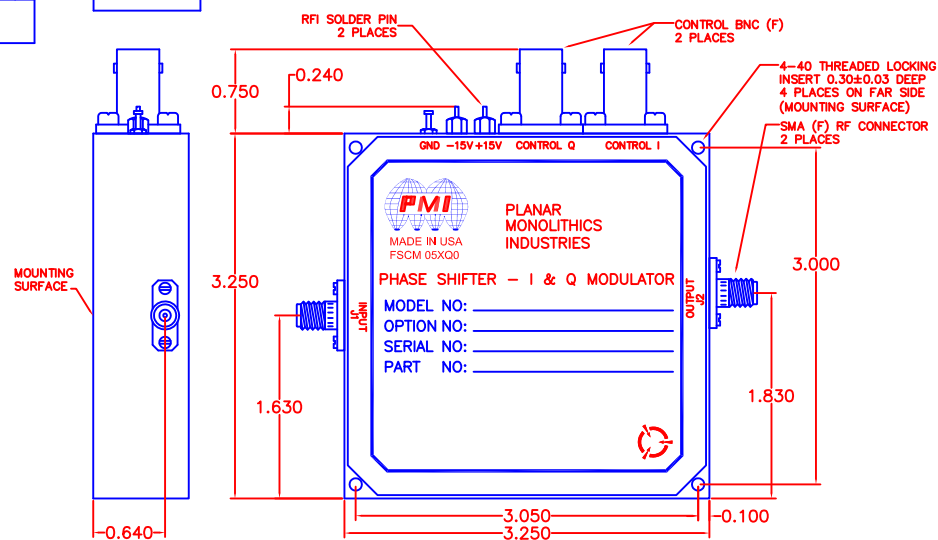 RFI SOLDER PIN
2 PLACES
CONTROL BNC (F)
2 PLACES
0.240
0.750
4-40 THREADED LOCKING
INSERT 0.30±0.03 DEEP
4 PLACES ON FAR SIDE
(MOUNTING SURFACE)
SMA (F) RF CONNECTOR
2 PLACES
GND -15V +15V CONTROL Q CONTROL I
PMI
MADE IN USA
FSCM 05XQ0
PLANAR
MONOLITHICS
INDUSTRIES
MOUNTING
SURFACE
3.250
3.000
PHASE SHIFTER - I & Q MODULATOR
INPUT
J1
OUTPUT
J2
MODEL NO:
OPTION NO:
SERIAL NO:
PART NO:
1.630
1.830
0.640
3.050
0.100
3.250